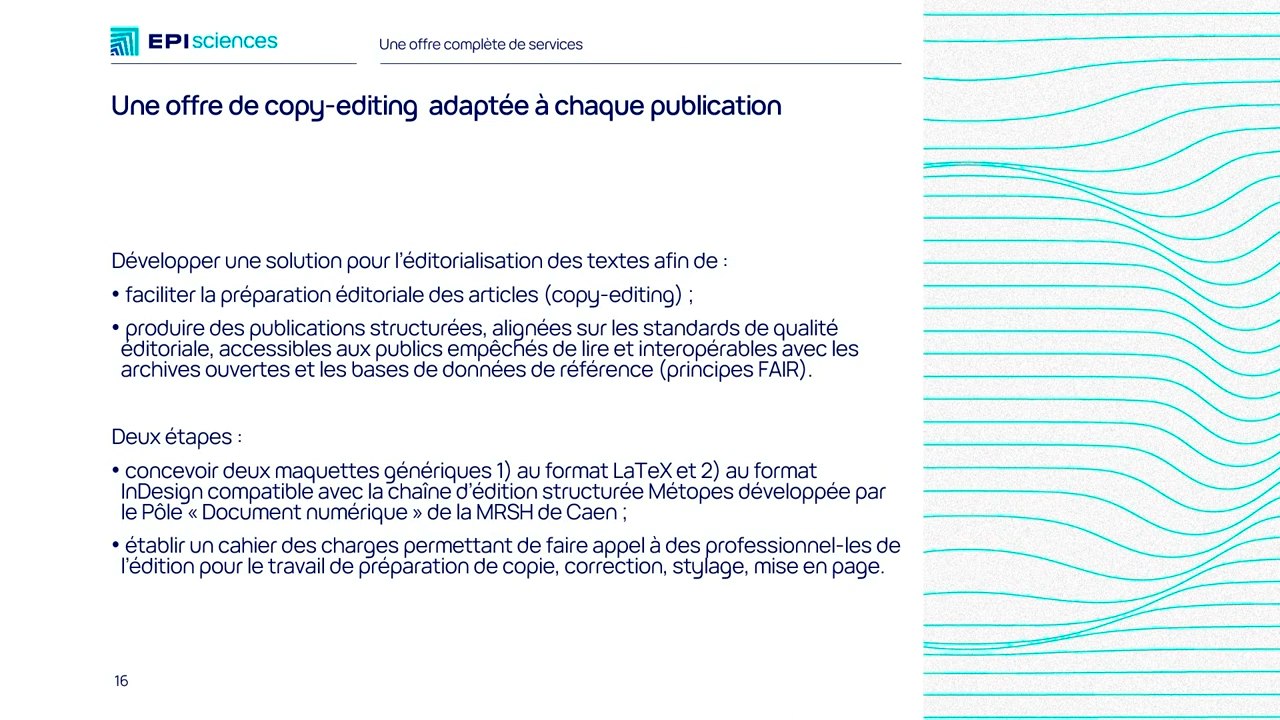 EPIsciences
Une offre complète de services
Une offre de copy-editing adaptée à chaque publication
Développer une solution pour l'éditorialisation des textes afin de :
• faciliter la préparation éditoriale des articles (copy-editing) ;
• produire des publications structurées, alignées sur les standards de qualité
éditoriale, accessibles aux publics empêchés de lire et interopérables avec les
archives ouvertes et les bases de données de référence (principes FAIR).
Deux étapes :
• concevoir deux maquettes génériques 1) au format LaTeX et 2) au format
InDesign compatible avec la chaîne d'édition structurée Métopes développée par
le Pôle « Document numérique » de la MRSH de Caen ;
• établir un cahier des charges permettant de faire appel à des professionnel-les de
l'édition pour le travail de préparation de copie, correction, stylage, mise en page.
16